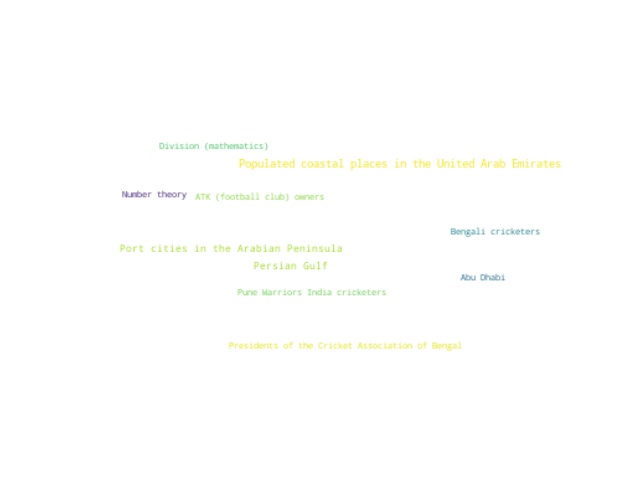 Division (mathematics)
Populated coastal places in the United Arab Emirates
Number theory
ATK (football club) owners
Bengali cricketers
Port cities in the Arabian Peninsula
Persian Gulf
Abu Dhabi
Pune Warriors India cricketers
Presidents of the Cricket Association of Bengal